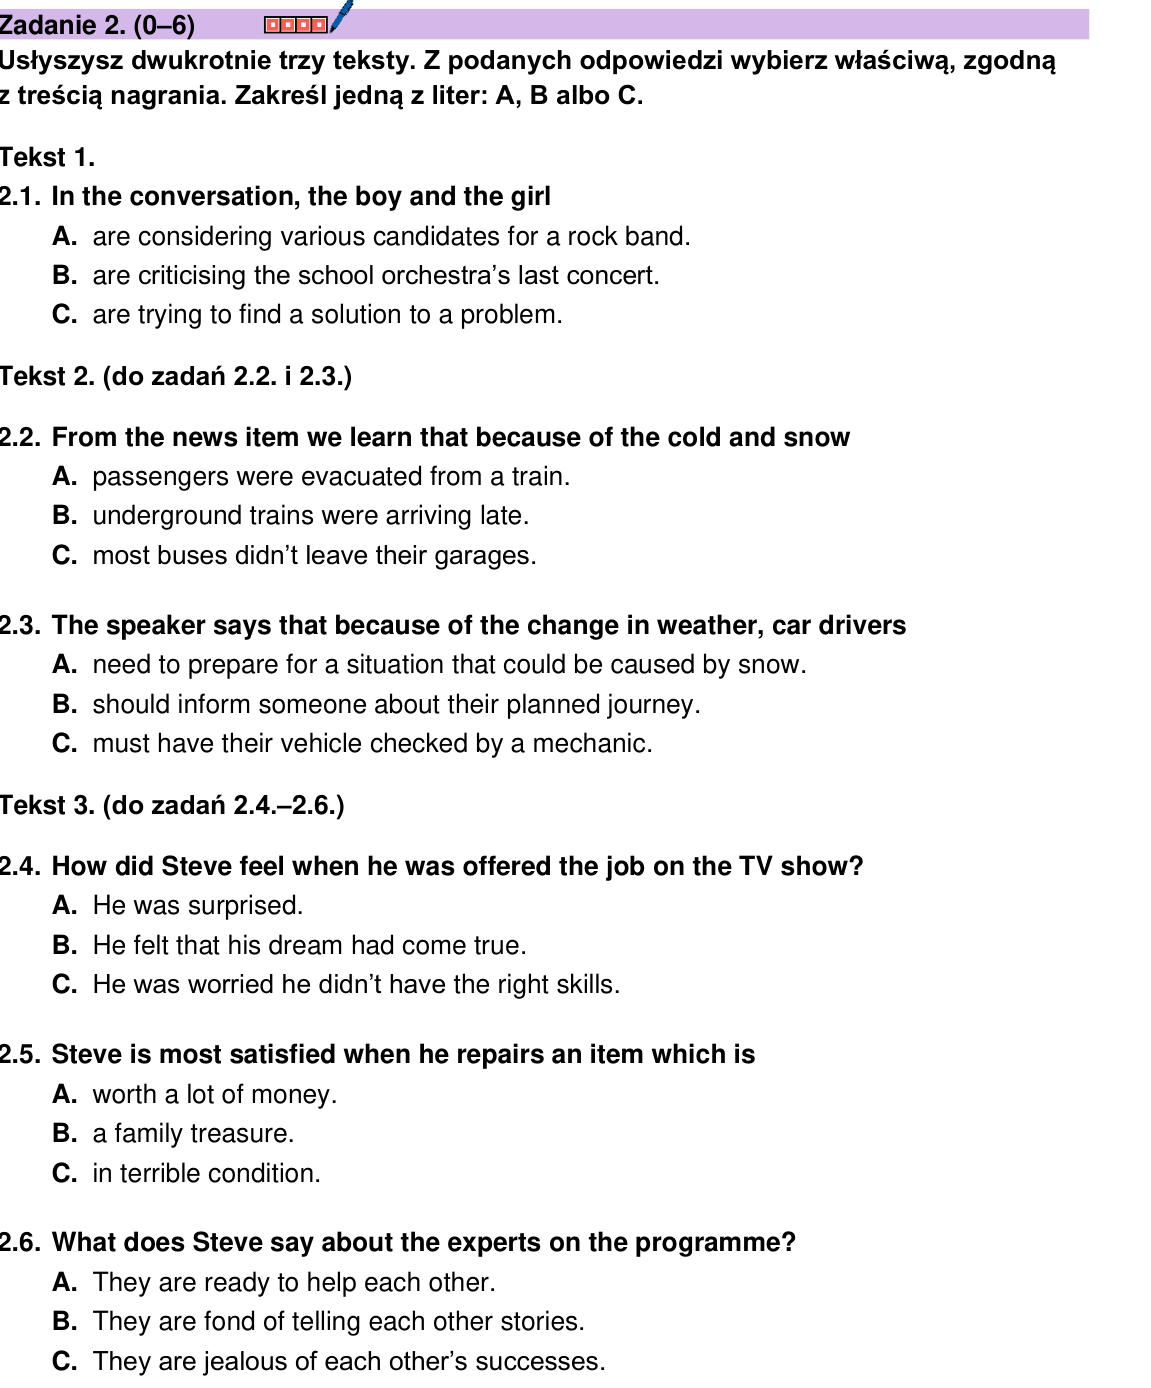 Zadanie 2. (0–6)
Usłyszysz dwukrotnie trzy teksty. Z podanych odpowiedzi wybierz właściwą, zgodną
z treścią nagrania. Zakreśl jedną z liter: A, B albo C.
Tekst 1.
2.1. In the conversation, the boy and the girl
A. are considering various candidates for a rock band.
B. are criticising the school orchestra’s last concert.
C. are trying to find a solution to a problem.
Tekst 2. (do zadań 2.2. i 2.3.)
2.2. From the news item we learn that because of the cold and snow
A. passengers were evacuated from a train.
B. underground trains were arriving late.
C. most buses didn’t leave their garages.
2.3. The speaker says that because of the change in weather, car drivers
A. need to prepare for a situation that could be caused by snow.
B. should inform someone about their planned journey.
C. must have their vehicle checked by a mechanic.
Tekst 3. (do zadań 2.4.–2.6.)
2.4. How did Steve feel when he was offered the job on the TV show?
A. He was surprised.
B. He felt that his dream had come true.
C. He was worried he didn’t have the right skills.
2.5. Steve is most satisfied when he repairs an item which is
A. worth a lot of money.
B. a family treasure.
C. in terrible condition.
2.6. What does Steve say about the experts on the programme?
A. They are ready to help each other.
B. They are fond of telling each other stories.
C. They are jealous of each other’s successes.